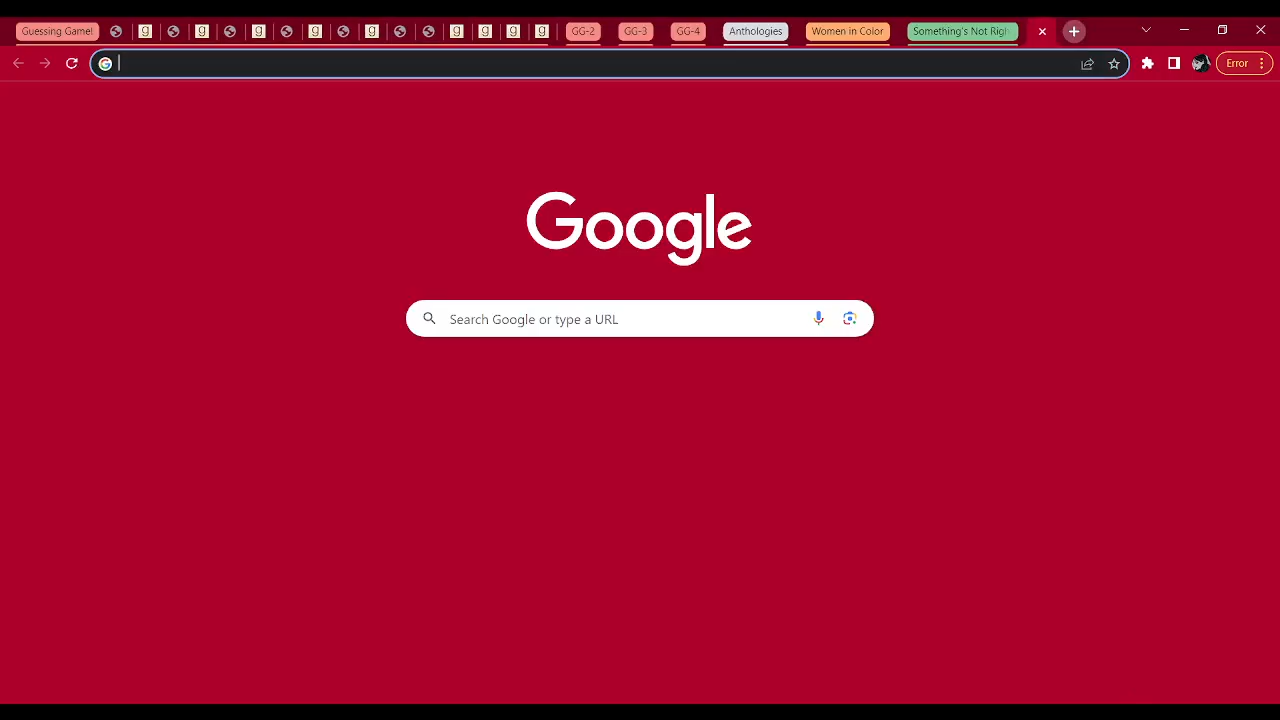 Guessing Game! GG-2 GG-3 GG-4 Anthologies Women in Color Something's Not Righ
Error
Google
Search Google or type a URL